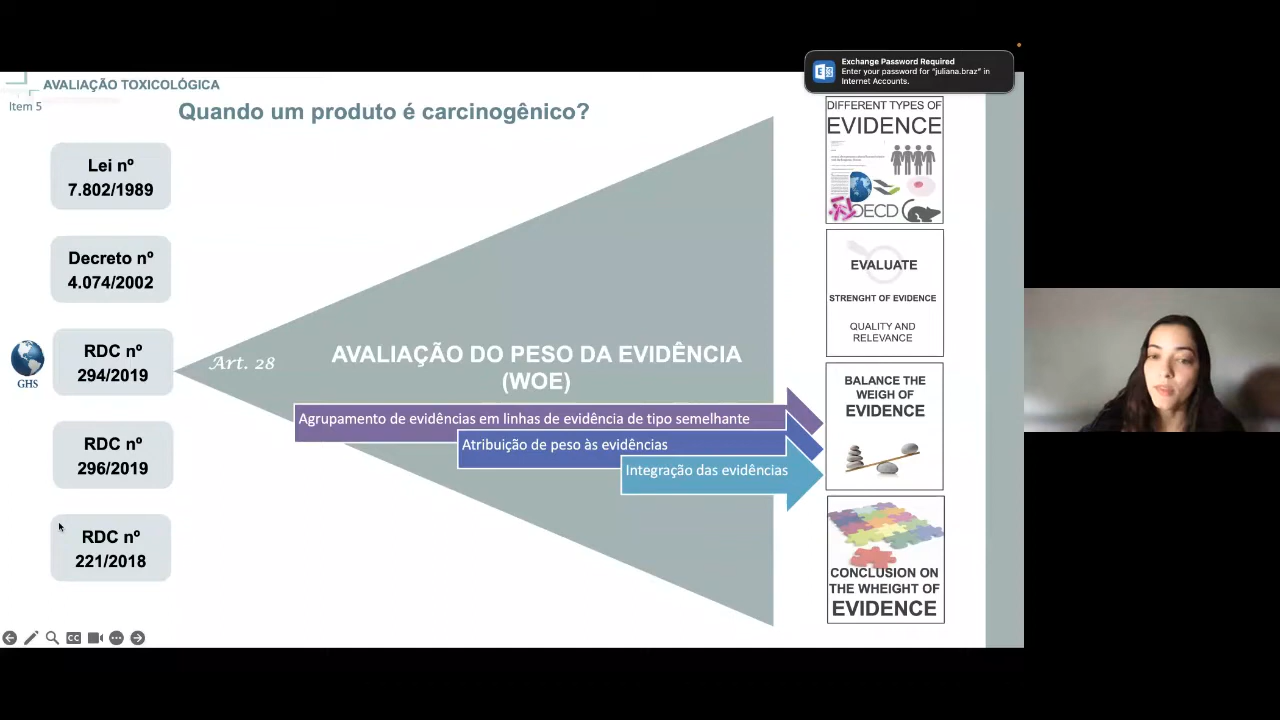 Exchange Password Required
Enter your password for “juliana.braz” in
Internet Accounts.
AVALIAÇÃO TOXICOLÓGICA
Item 5
Quando um produto é carcinogênico?
Lei nº
7.802/1989
Decreto nº
4.074/2002
GHS
RDC nº
294/2019
RDC nº
296/2019
RDC nº
221/2018
Art. 28
AVALIAÇÃO DO PESO DA EVIDÊNCIA
(WOE)
Agrupamento de evidências em linhas de evidência de tipo semelhante
Atribuição de peso às evidências
Integração das evidências
DIFFERENT TYPES OF
EVIDENCE
OECD
EVALUATE
STRENGHT OF EVIDENCE
QUALITY AND
RELEVANCE
BALANCE THE
WEIGH OF
EVIDENCE
CONCLUSION ON
THE WHEIGHT OF
EVIDENCE
CC